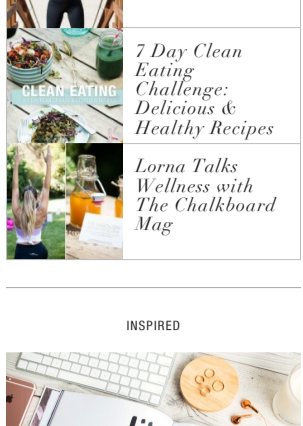 CLEAN EATING
7 Day Clean
Eating
Challenge:
Delicious &
Healthy Recipes
Lorna Talks
Wellness with
The Chalkboard
Mag
INSPIRED